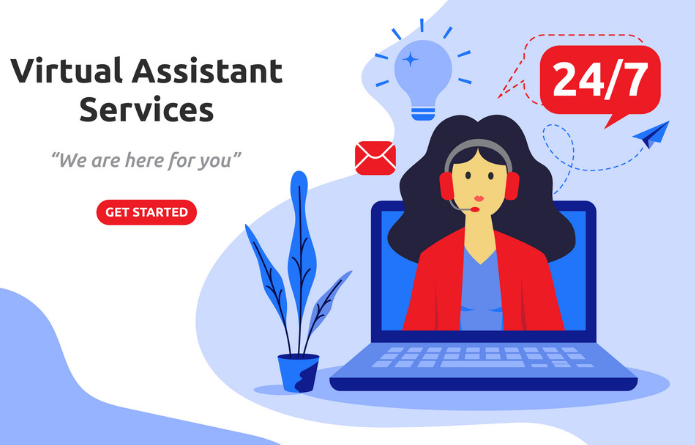 Virtual Assistant
Services
“We are here for you”
GET STARTED
24/7